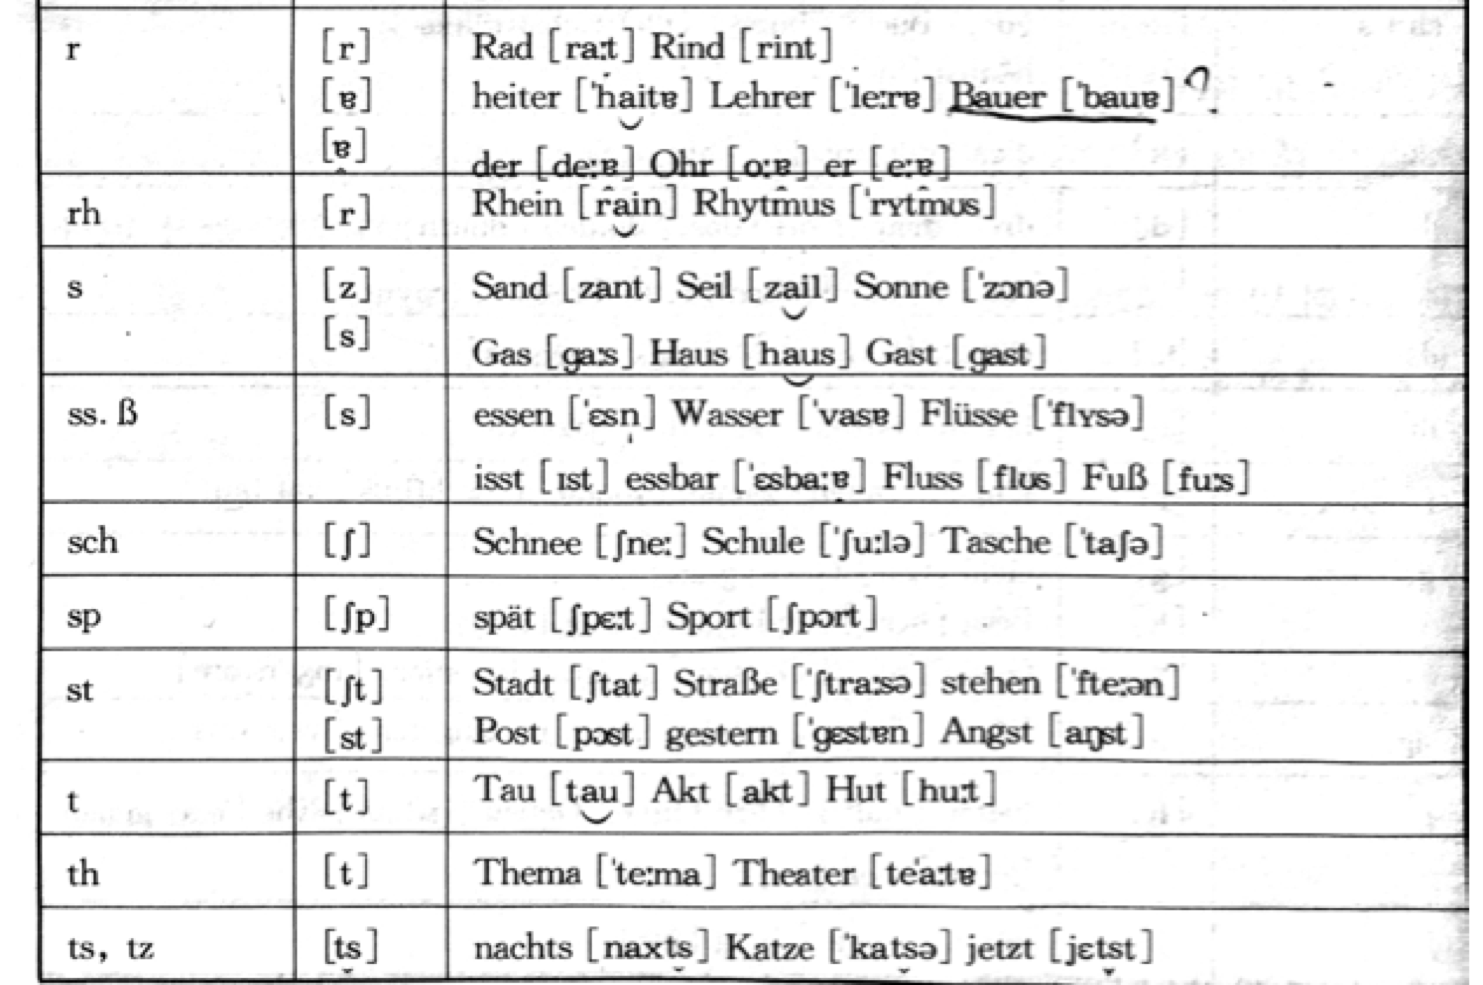 r [r] Rad [ra:t] Rind [rint]
[ɐ] heiter ['haitɐ] Lehrer ['le:rɐ] Bauer ['bauɐ] ?
[ɐ̯] der [de:ɐ̯] Ohr [o:ɐ̯] er [e:ɐ̯]
rh [r] Rhein [rain] Rhytmus ['rʏtmʊs]
s [z] Sand [zant] Seil [zail] Sonne ['zɔnə]
[s] Gas [ga:s] Haus [haus] Gast [gast]
ss. ß [s] essen ['ɛsn̩] Wasser ['vasɐ] Flüsse ['flʏsə]
isst [ɪst] essbar ['ɛsba:ɐ̯] Fluss [flʊs] Fuß [fu:s]
sch [ʃ] Schnee [ʃne:] Schule ['ʃu:lə] Tasche ['taʃə]
sp [ʃp] spät [ʃpɛ:t] Sport [ʃpɔrt]
st [ʃt] Stadt [ʃtat] Straße ['ʃtra:sə] stehen ['fte:ən]
[st] Post [pɔst] gestern ['gɛstɐn] Angst [aŋst]
t [t] Tau [tau] Akt [akt] Hut [hu:t]
th [t] Thema ['te:ma] Theater [te'a:tɐ]
ts, tz [ts] nachts [naxts] Katze ['katsə] jetzt [jɛtst]